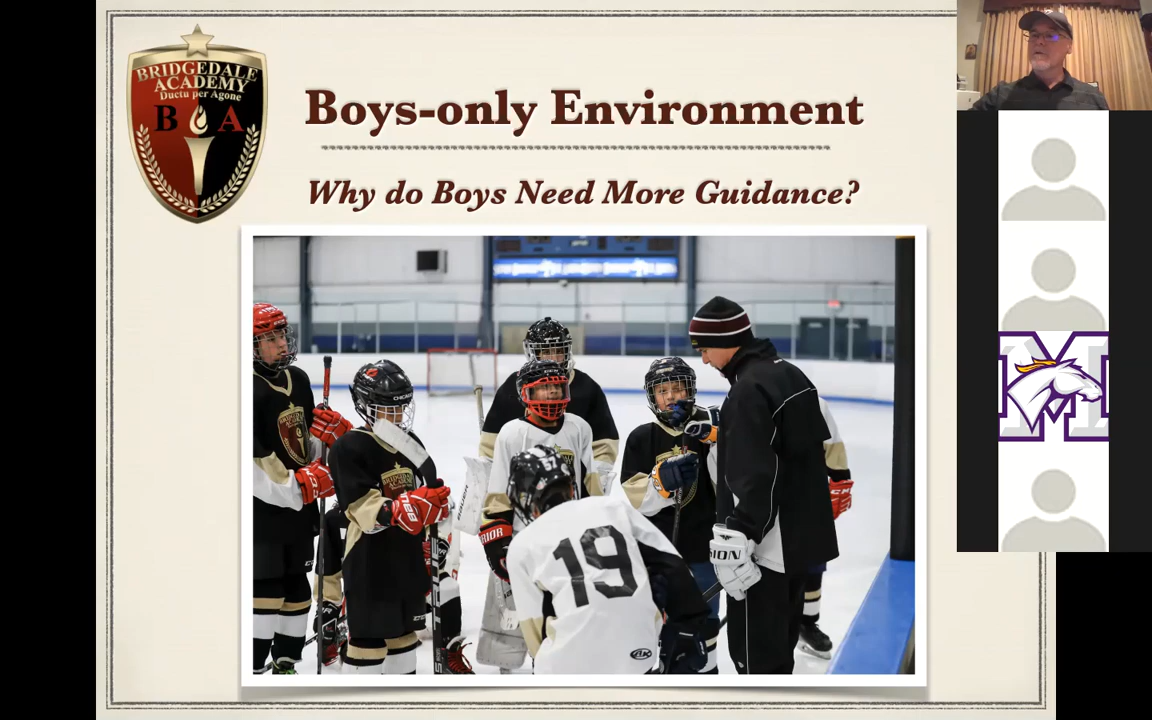 BRIDGEDALE
ACADEMY
Ductu per Agone
B A
Boys-only Environment
Why do Boys Need More Guidance?
19
M